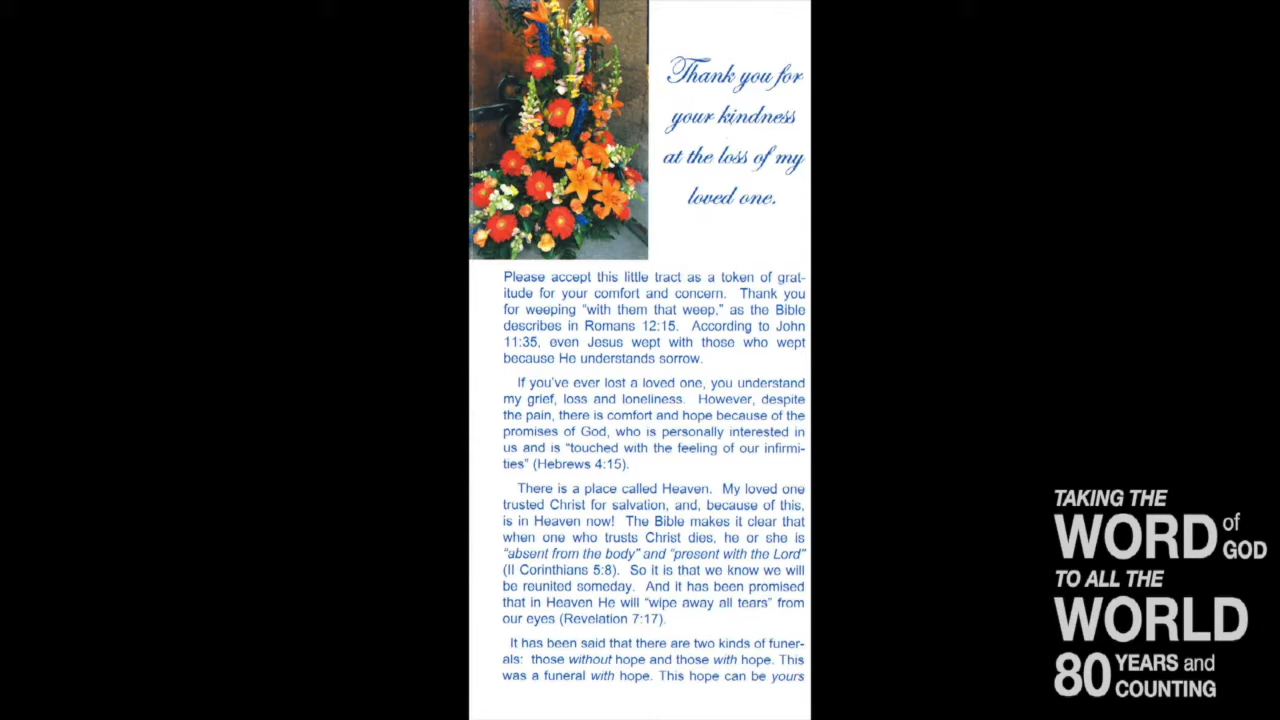 Thank you for
your kindness
at the loss of my
loved one.
Please accept this little tract as a token of grat-
itude for your comfort and concern. Thank you
for weeping “with them that weep,” as the Bible
describes in Romans 12:15. According to John
11:35, even Jesus wept with those who wept
because He understands sorrow.
If you’ve ever lost a loved one, you understand
my grief, loss and loneliness. However, despite
the pain, there is comfort and hope because of the
promises of God, who is personally interested in
us and is “touched with the feeling of our infirmi-
ties” (Hebrews 4:15).
There is a place called Heaven. My loved one
trusted Christ for salvation, and, because of this,
is in Heaven now! The Bible makes it clear that
when one who trusts Christ dies, he or she is
“absent from the body” and “present with the Lord”
(II Corinthians 5:8). So it is that we know we will
be reunited someday. And it has been promised
that in Heaven He will “wipe away all tears” from
our eyes (Revelation 7:17).
It has been said that there are two kinds of funer-
als: those without hope and those with hope. This
was a funeral with hope. This hope can be yours
TAKING THE
WORD of GOD
TO ALL THE
WORLD
80 YEARS and COUNTING